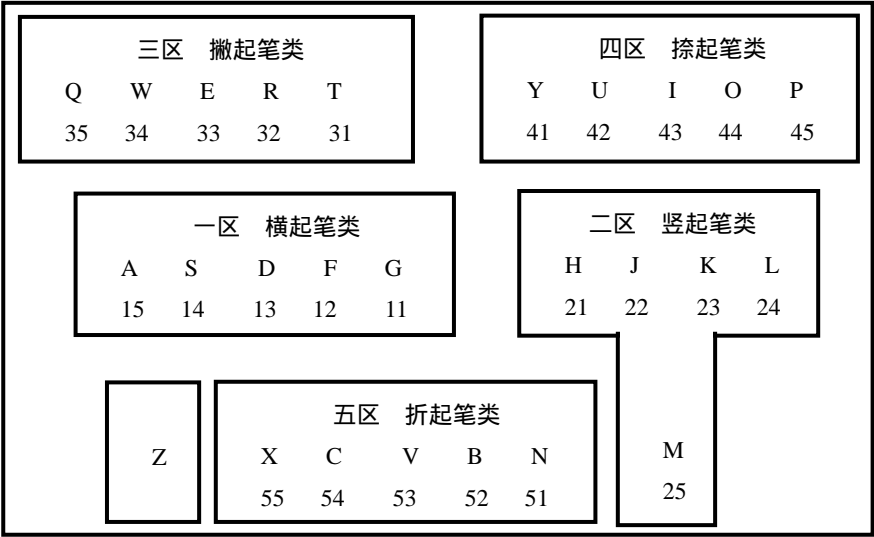 三区 撇起笔类
Q W E R T
35 34 33 32 31
四区 捺起笔类
Y U I O P
41 42 43 44 45
一区 横起笔类
A S D F G
15 14 13 12 11
二区 竖起笔类
H J K L
21 22 23 24
Z
五区 折起笔类
X C V B N
55 54 53 52 51
M
25